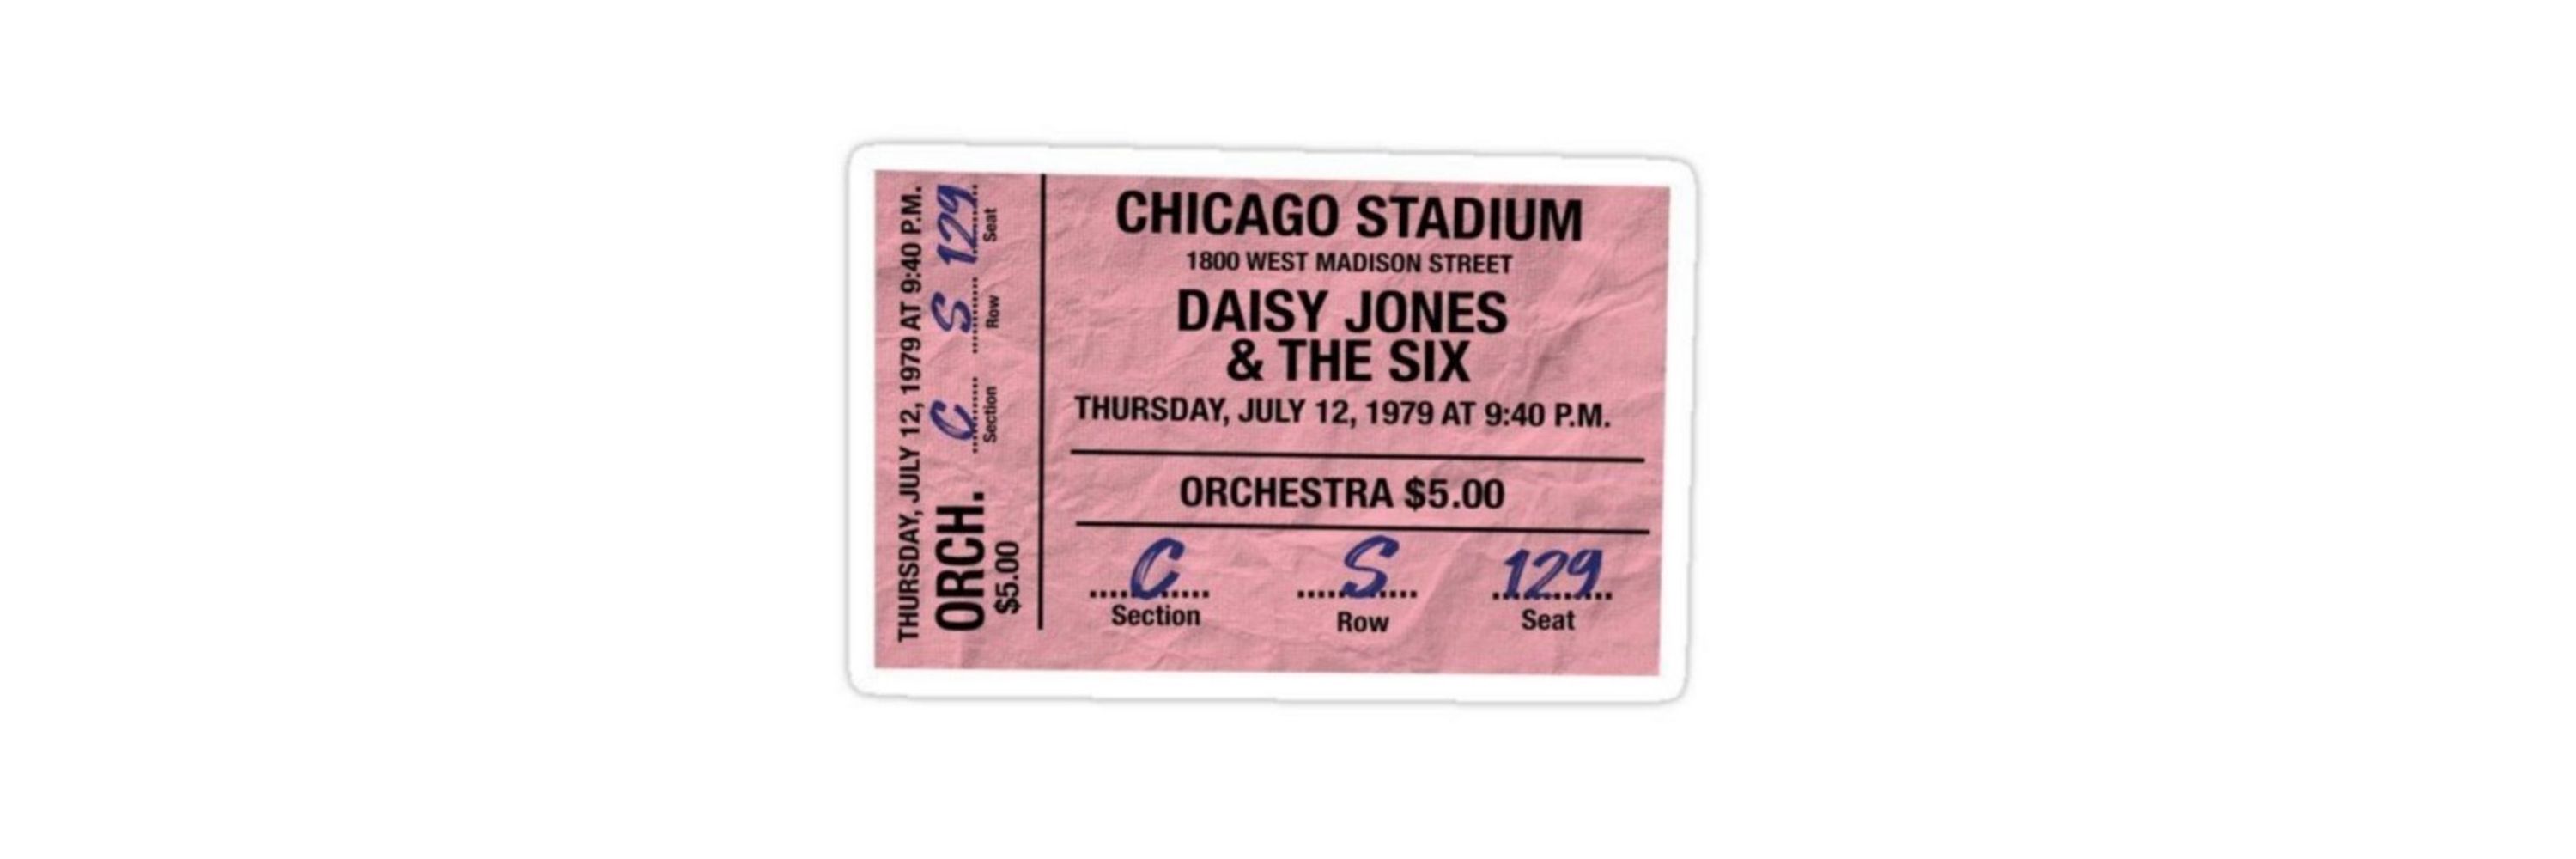 THURSDAY, JULY 12, 1979 AT 9:40 P.M.
ORCH. C S 129
Section Row Seat
$5.00
CHICAGO STADIUM
1800 WEST MADISON STREET
DAISY JONES
& THE SIX
THURSDAY, JULY 12, 1979 AT 9:40 P.M.
ORCHESTRA $5.00
C S 129
Section Row Seat